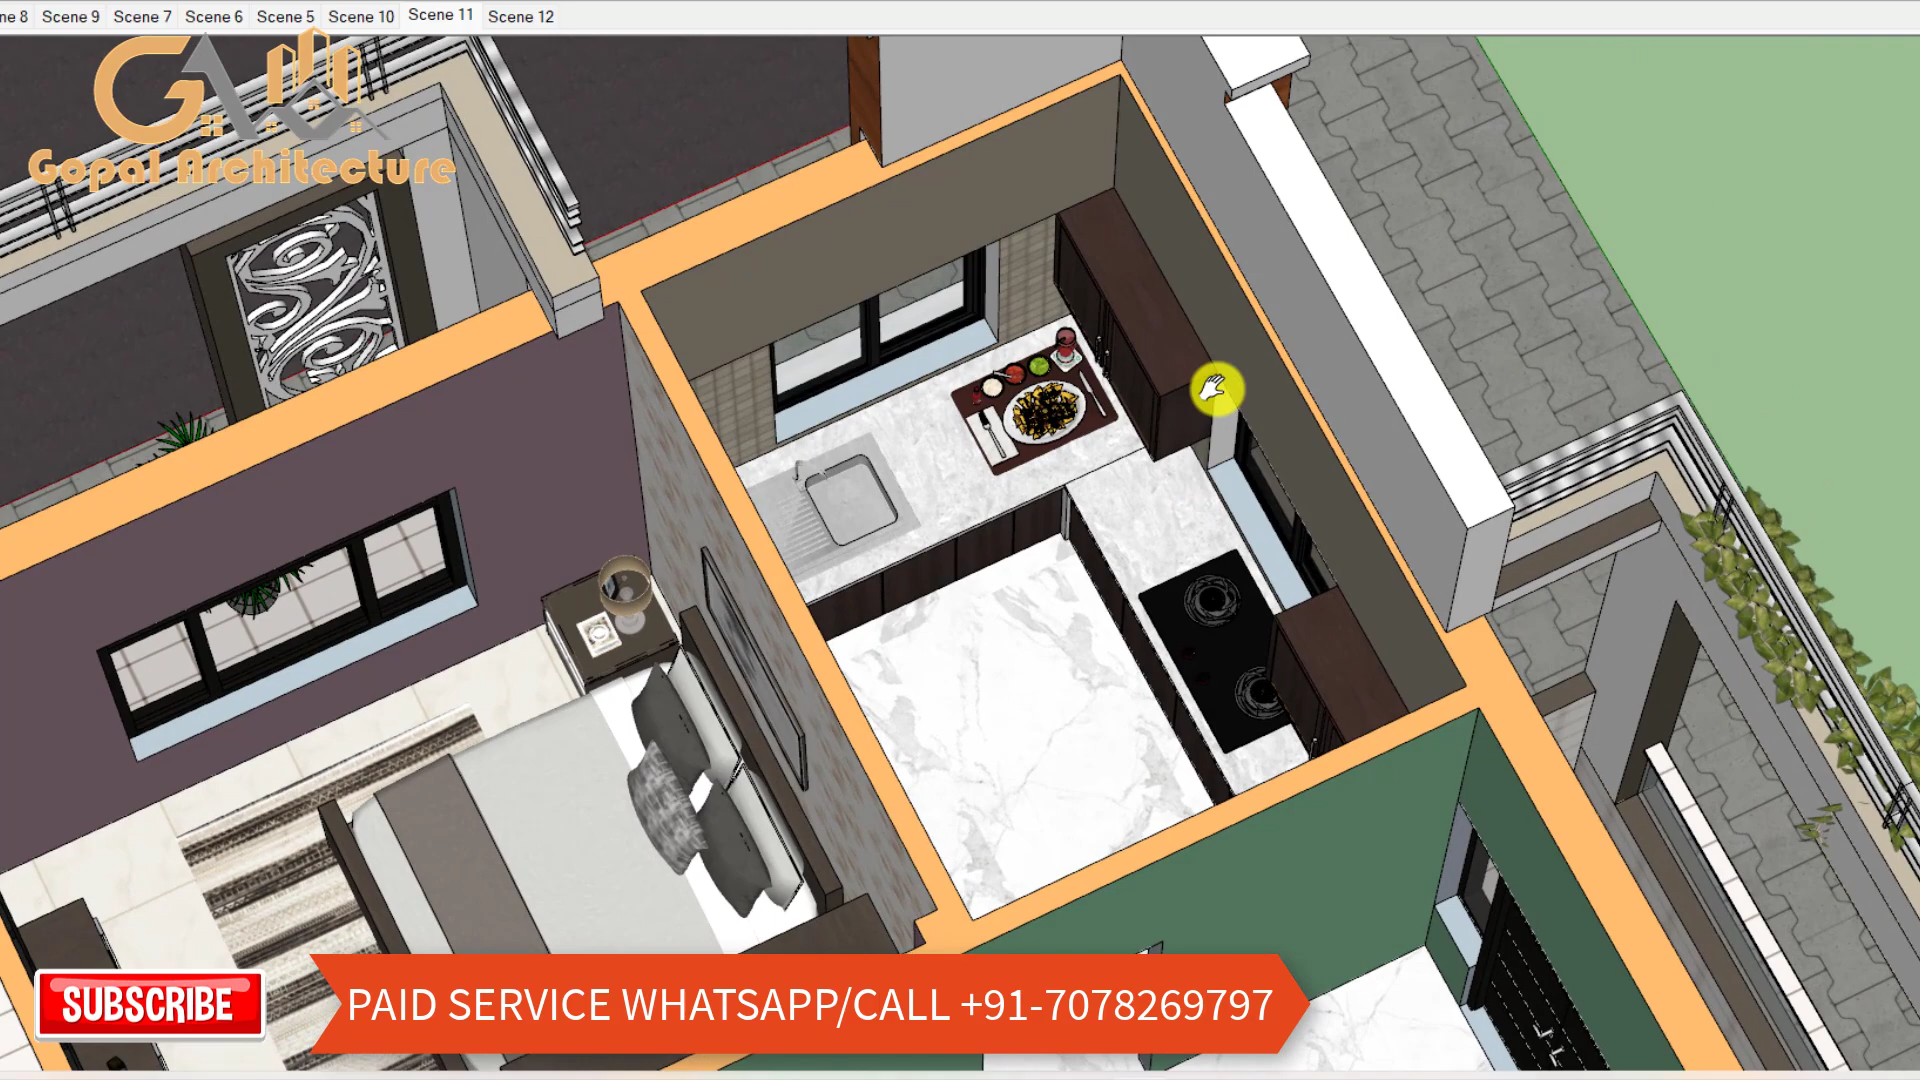 ne 8 Scene 9 Scene 7 Scene 6 Scene 5 Scene 10 Scene 11 Scene 12
GA
Gopal Architecture
SUBSCRIBE
PAID SERVICE WHATSAPP/CALL +91-7078269797